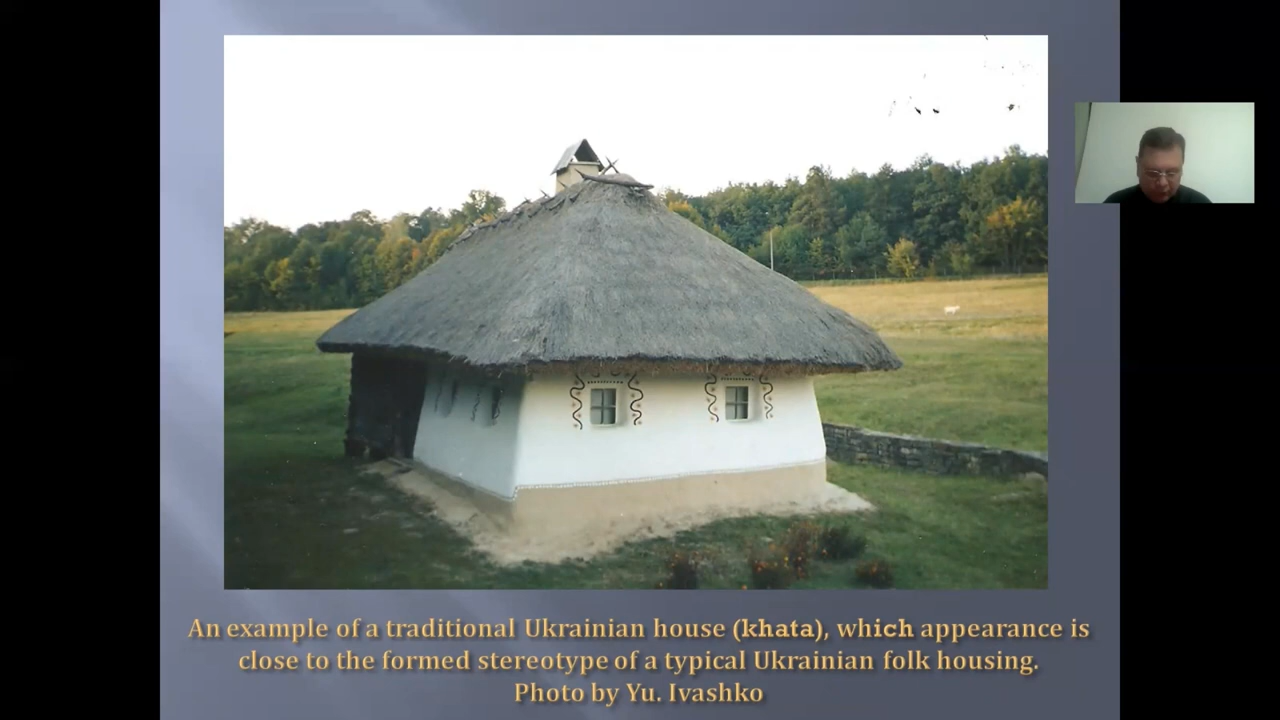 An example of a traditional Ukrainian house (khata), which appearance is
close to the formed stereotype of a typical Ukrainian folk housing.
Photo by Yu. Ivashko